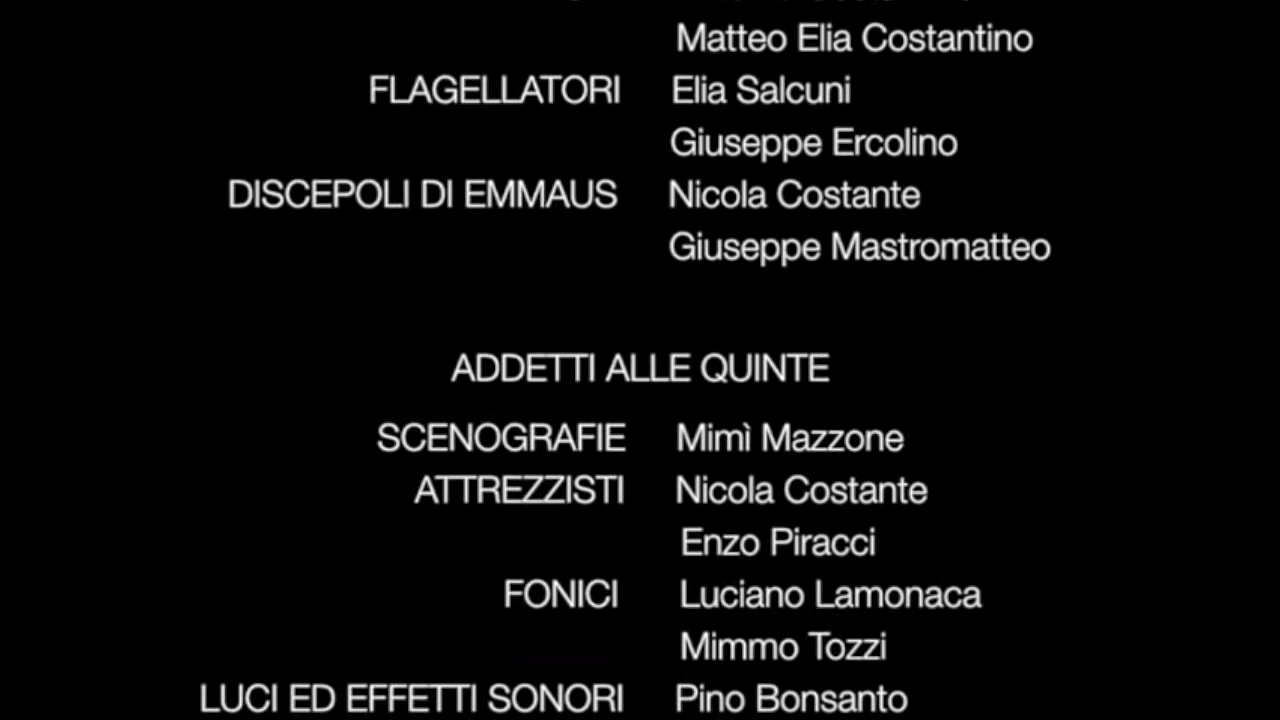 Matteo Elia Costantino
FLAGELLATORI Elia Salcuni
Giuseppe Ercolino
DISCEPOLI DI EMMAUS Nicola Costante
Giuseppe Mastromatteo
ADDETTI ALLE QUINTE
SCENOGRAFIE Mimì Mazzone
ATTREZZISTI Nicola Costante
Enzo Piracci
FONICI Luciano Lamonaca
Mimmo Tozzi
LUCI ED EFFETTI SONORI Pino Bonsanto